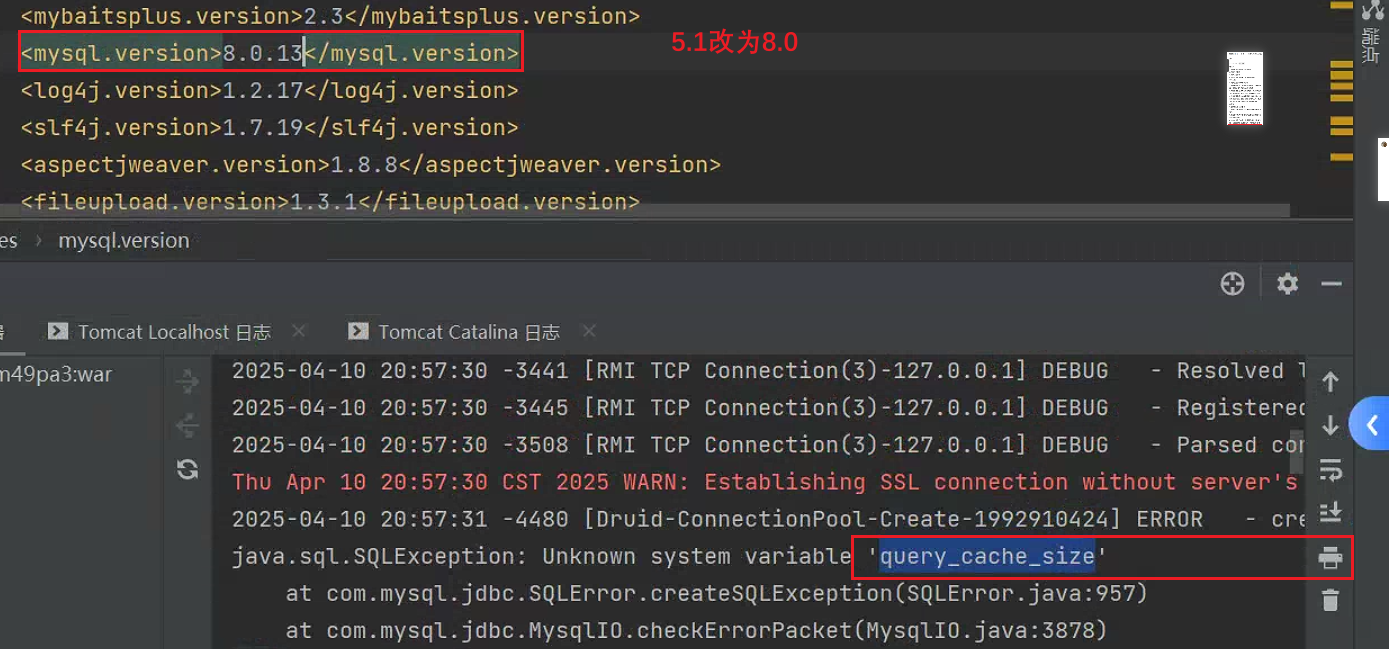 <mybaitsplus.version>2.3</mybaitsplus.version>
<mysql.version>8.0.13</mysql.version>
5.1改为8.0
<log4j.version>1.2.17</log4j.version>
<slf4j.version>1.7.19</slf4j.version>
<aspectjweaver.version>1.8.8</aspectjweaver.version>
<fileupload.version>1.3.1</fileupload.version>
es › mysql.version
Tomcat Localhost 日志 × Tomcat Catalina 日志 ×
m49pa3:war
2025-04-10 20:57:30 -3441 [RMI TCP Connection(3)-127.0.0.1] DEBUG - Resolved
2025-04-10 20:57:30 -3445 [RMI TCP Connection(3)-127.0.0.1] DEBUG - Registered
2025-04-10 20:57:30 -3508 [RMI TCP Connection(3)-127.0.0.1] DEBUG - Parsed con
Thu Apr 10 20:57:30 CST 2025 WARN: Establishing SSL connection without server's
2025-04-10 20:57:31 -4480 [Druid-ConnectionPool-Create-1992910424] ERROR - cre
java.sql.SQLException: Unknown system variable 'query_cache_size'
at com.mysql.jdbc.SQLError.createSQLException(SQLError.java:957)
at com.mysql.jdbc.MysqlIO.checkErrorPacket(MysqlIO.java:3878)